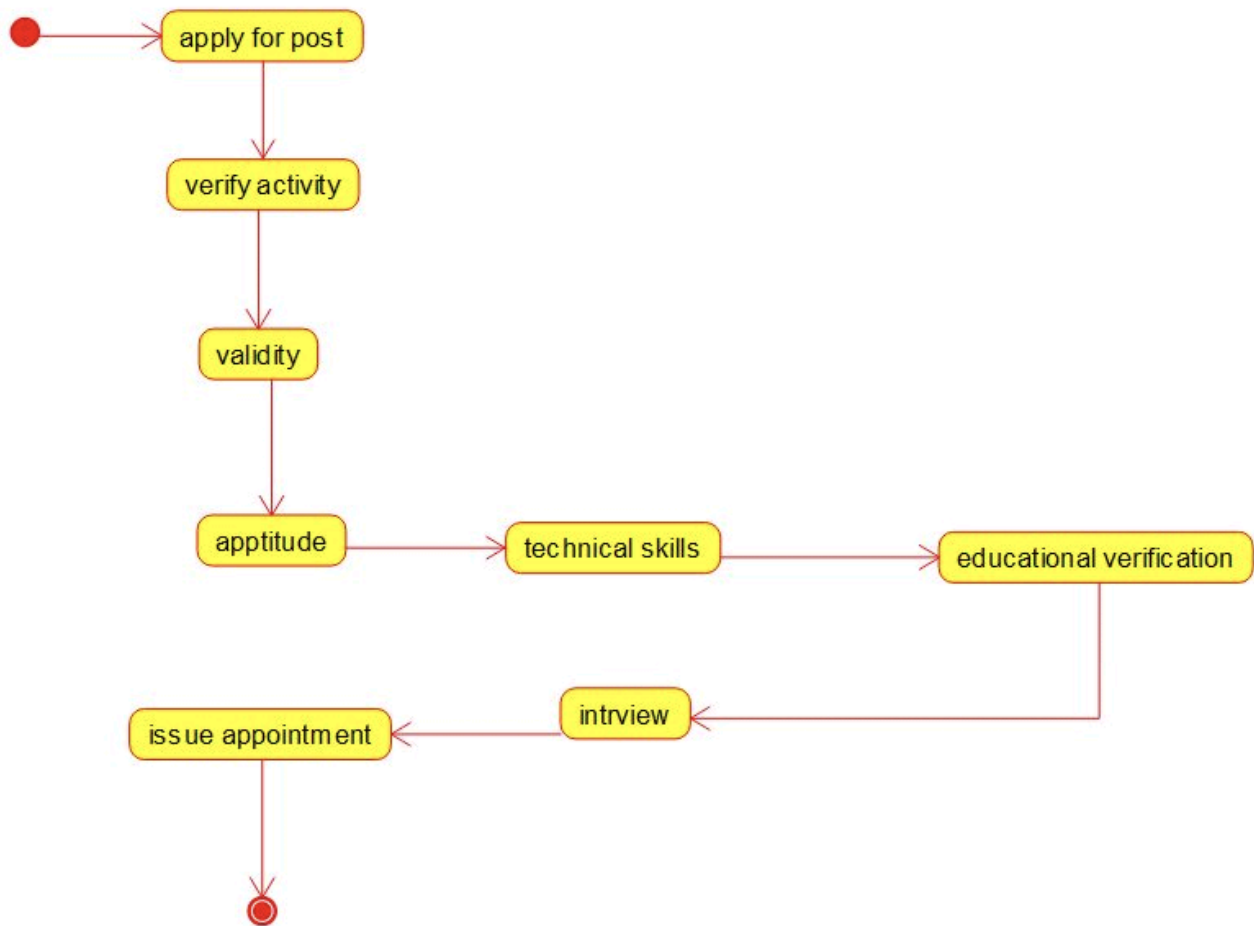 apply for post
verify activity
validity
apptitude
technical skills
educational verification
intrview
issue appointment